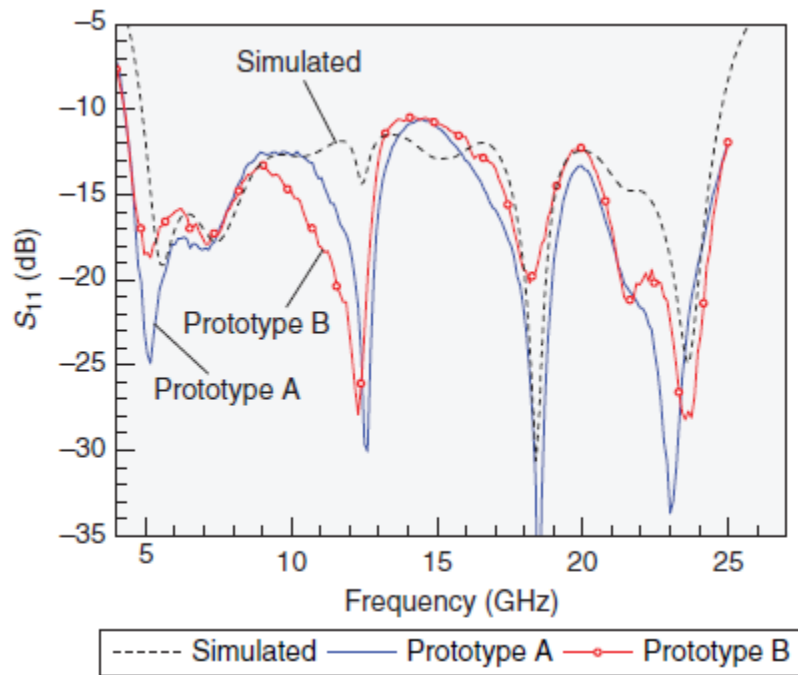 −5
−10
−15
−20
−25
−30
−35
S11 (dB)
Simulated
Prototype B
Prototype A
5 10 15 20 25
Frequency (GHz)
Simulated Prototype A Prototype B